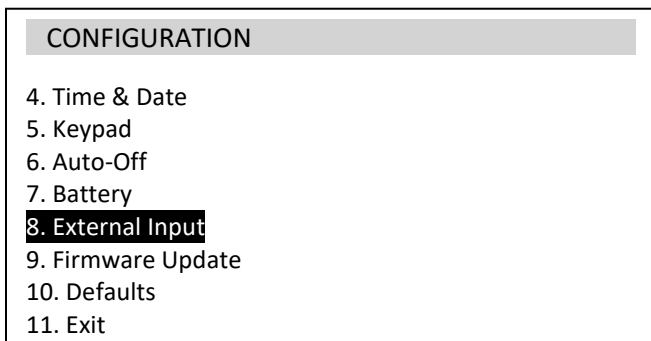 CONFIGURATION
4. Time & Date
5. Keypad
6. Auto-Off
7. Battery
8. External Input
9. Firmware Update
10. Defaults
11. Exit